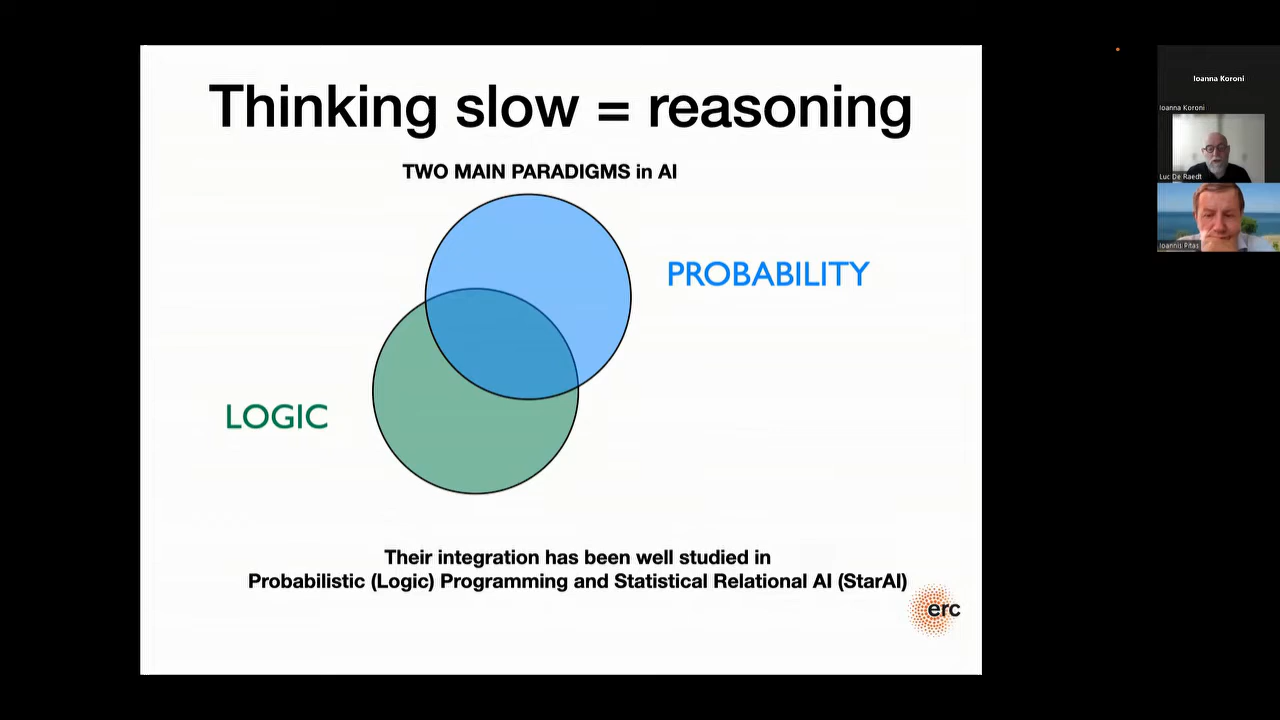 Thinking slow = reasoning
TWO MAIN PARADIGMS in AI
PROBABILITY
LOGIC
Their integration has been well studied in
Probabilistic (Logic) Programming and Statistical Relational AI (StarAI)
erc
Ioanna Koroni
Ioanna Koroni
Luc De Raedt
Ioannis Pitas